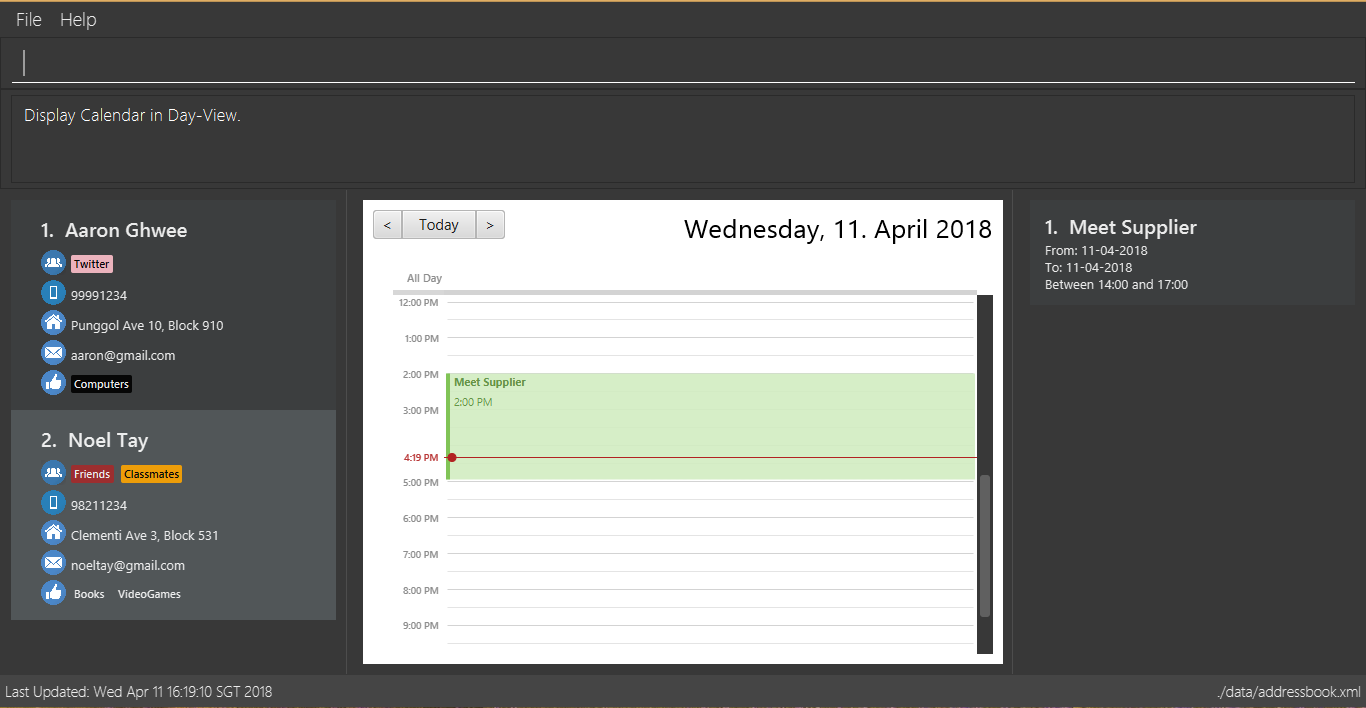 File Help
Display Calendar in Day-View.
1. Aaron Ghwee
Twitter
99991234
Punggol Ave 10, Block 910
aaron@gmail.com
Computers
2. Noel Tay
Friends Classmates
98211234
Clementi Ave 3, Block 531
noeltay@gmail.com
Books VideoGames
< Today >
Wednesday, 11. April 2018
All Day
12:00 PM
1:00 PM
2:00 PM
Meet Supplier
2:00 PM
3:00 PM
4:19 PM
5:00 PM
6:00 PM
7:00 PM
8:00 PM
9:00 PM
1. Meet Supplier
From: 11-04-2018
To: 11-04-2018
Between 14:00 and 17:00
Last Updated: Wed Apr 11 16:19:10 SGT 2018
./data/addressbook.xml